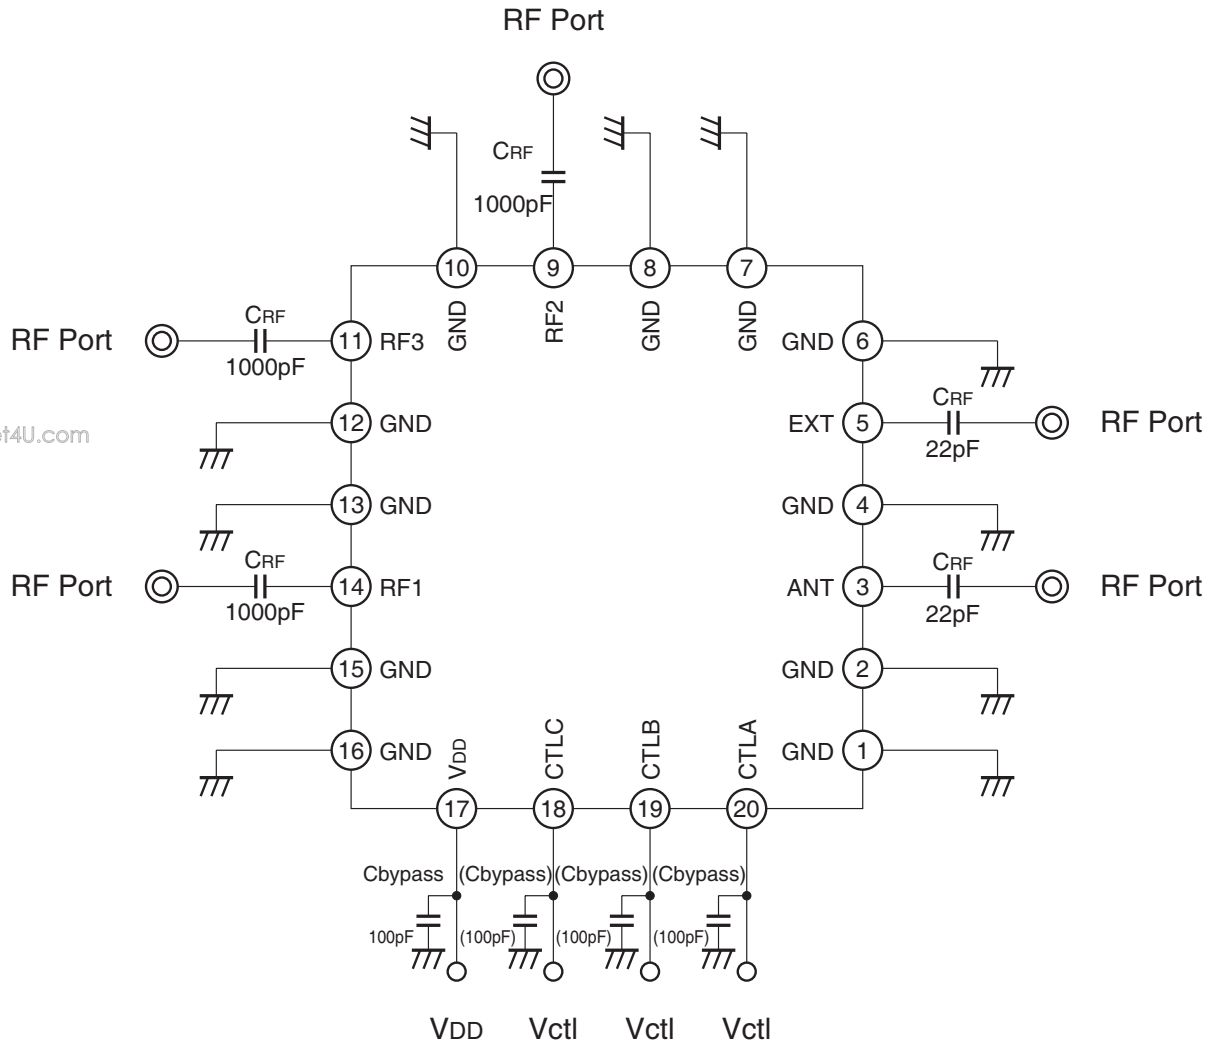 RF Port
CRF
1000pF
10 9 8 7
GND RF2 GND GND
RF Port
CRF
1000pF
11 RF3
GND 6
12 GND
EXT 5
CRF
22pF
RF Port
et4U.com
13 GND
GND 4
RF Port
CRF
1000pF
14 RF1
ANT 3
CRF
22pF
RF Port
15 GND
GND 2
16 GND
GND 1
VDD CTLC CTLB CTLA
17 18 19 20
Cbypass (Cbypass) (Cbypass) (Cbypass)
100pF (100pF) (100pF) (100pF)
VDD Vctl Vctl Vctl